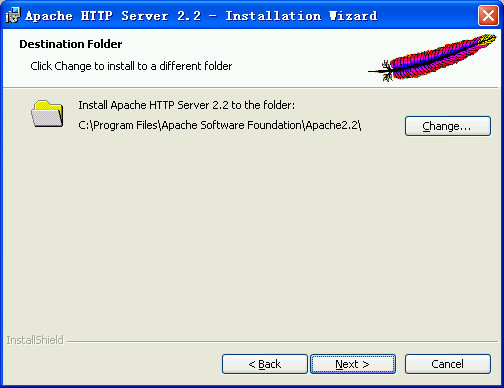 Apache HTTP Server 2.2 - Installation Wizard
Destination Folder
Click Change to install to a different folder
Install Apache HTTP Server 2.2 to the folder:
C:\Program Files\Apache Software Foundation\Apache2.2\
Change...
InstallShield
< Back
Next >
Cancel